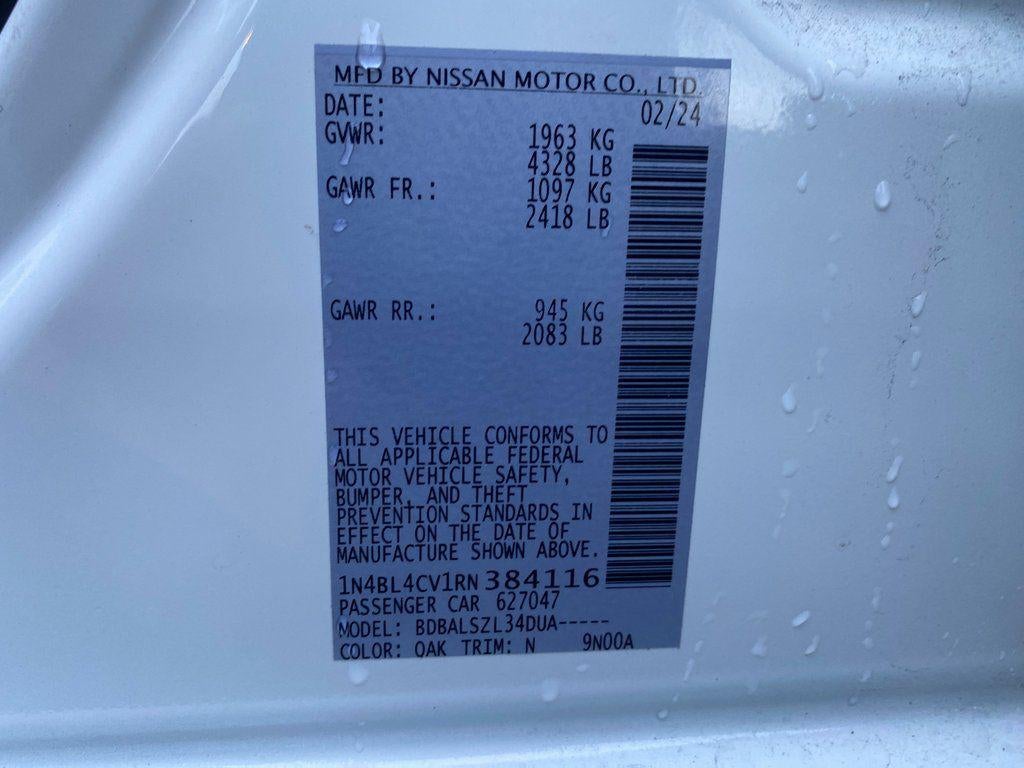 MFD BY NISSAN MOTOR CO., LTD.
DATE: 02/24
GVWR: 1963 KG
4328 LB
GAWR FR.: 1097 KG
2418 LB
GAWR RR.: 945 KG
2083 LB
THIS VEHICLE CONFORMS TO
ALL APPLICABLE FEDERAL
MOTOR VEHICLE SAFETY,
BUMPER, AND THEFT
PREVENTION STANDARDS IN
EFFECT ON THE DATE OF
MANUFACTURE SHOWN ABOVE.
1N4BL4CV1RN384116
PASSENGER CAR 627047
MODEL: BDBALSZL34DUA-----
COLOR: QAK TRIM: N 9N00A